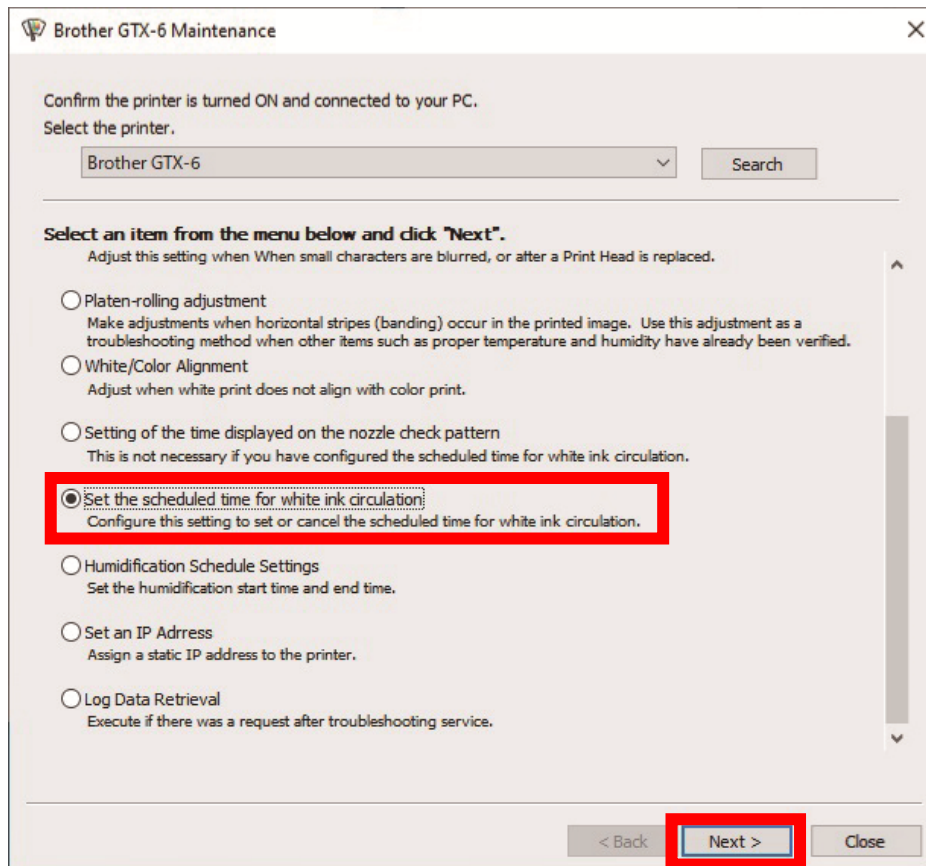 Brother GTX-6 Maintenance
Confirm the printer is turned ON and connected to your PC.
Select the printer.
Brother GTX-6
Search
Select an item from the menu below and click "Next".
Adjust this setting when When small characters are blurred, or after a Print Head is replaced.
Platen-rolling adjustment
Make adjustments when horizontal stripes (banding) occur in the printed image. Use this adjustment as a
troubleshooting method when other items such as proper temperature and humidity have already been verified.
White/Color Alignment
Adjust when white print does not align with color print.
Setting of the time displayed on the nozzle check pattern
This is not necessary if you have configured the scheduled time for white ink circulation.
Set the scheduled time for white ink circulation
Configure this setting to set or cancel the scheduled time for white ink circulation.
Humidification Schedule Settings
Set the humidification start time and end time.
Set an IP Adrress
Assign a static IP address to the printer.
Log Data Retrieval
Execute if there was a request after troubleshooting service.
< Back
Next >
Close